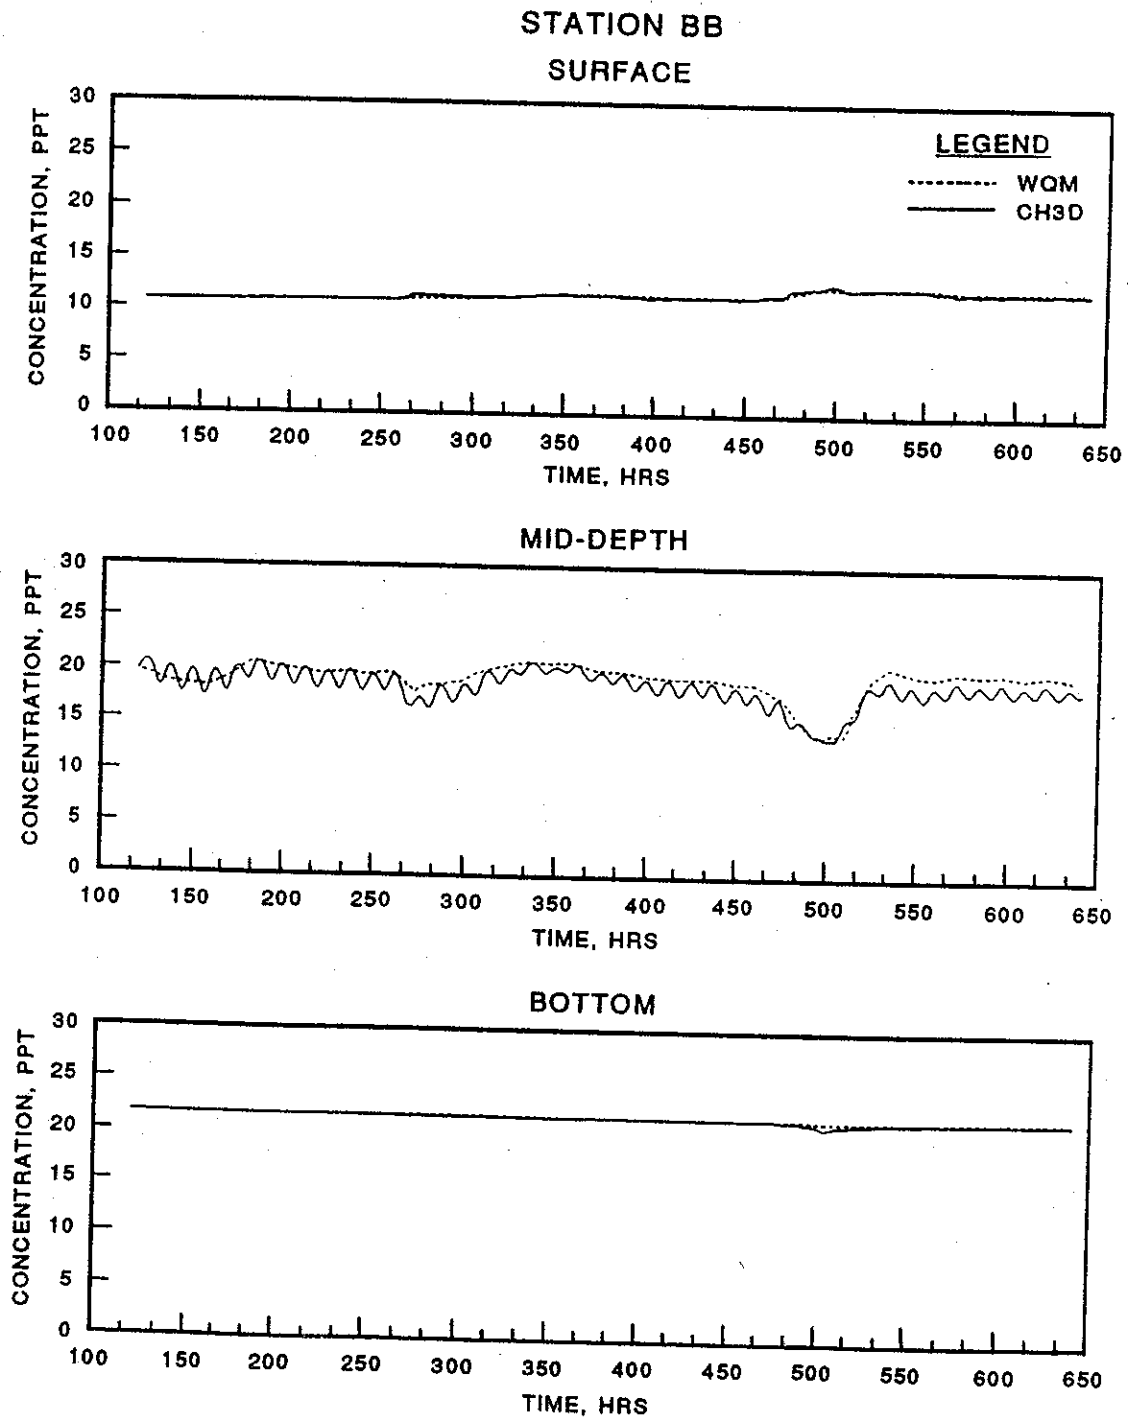 STATION BB
SURFACE
CONCENTRATION, PPT
30
25
20
15
10
5
0
LEGEND
WQM
CH3D
100 150 200 250 300 350 400 450 500 550 600 650
TIME, HRS
MID-DEPTH
CONCENTRATION, PPT
30
25
20
15
10
5
0
100 150 200 250 300 350 400 450 500 550 600 650
TIME, HRS
BOTTOM
CONCENTRATION, PPT
30
25
20
15
10
5
0
100 150 200 250 300 350 400 450 500 550 600 650
TIME, HRS